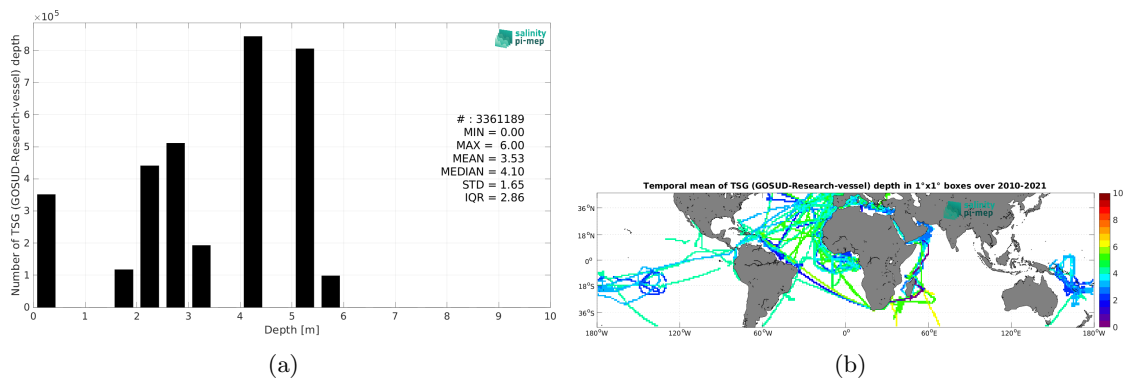 ×10⁵
salinity
pi-mep
Number of TSG (GOSUD-Research-vessel) depth
8
7
6
5
4
3
2
1
0
# : 3361189
MIN = 0.00
MAX = 6.00
MEAN = 3.53
MEDIAN = 4.10
STD = 1.65
IQR = 2.86
0 1 2 3 4 5 6 7 8 9 10
Depth [m]
(a)
Temporal mean of TSG (GOSUD-Research-vessel) depth in 1°x1° boxes over 2010-2021
salinity
pi-mep
36°N
18°N
0°
18°S
36°S
180°W 120°W 60°W 0° 60°E 120°E 180°E
10
8
6
4
2
0
(b)